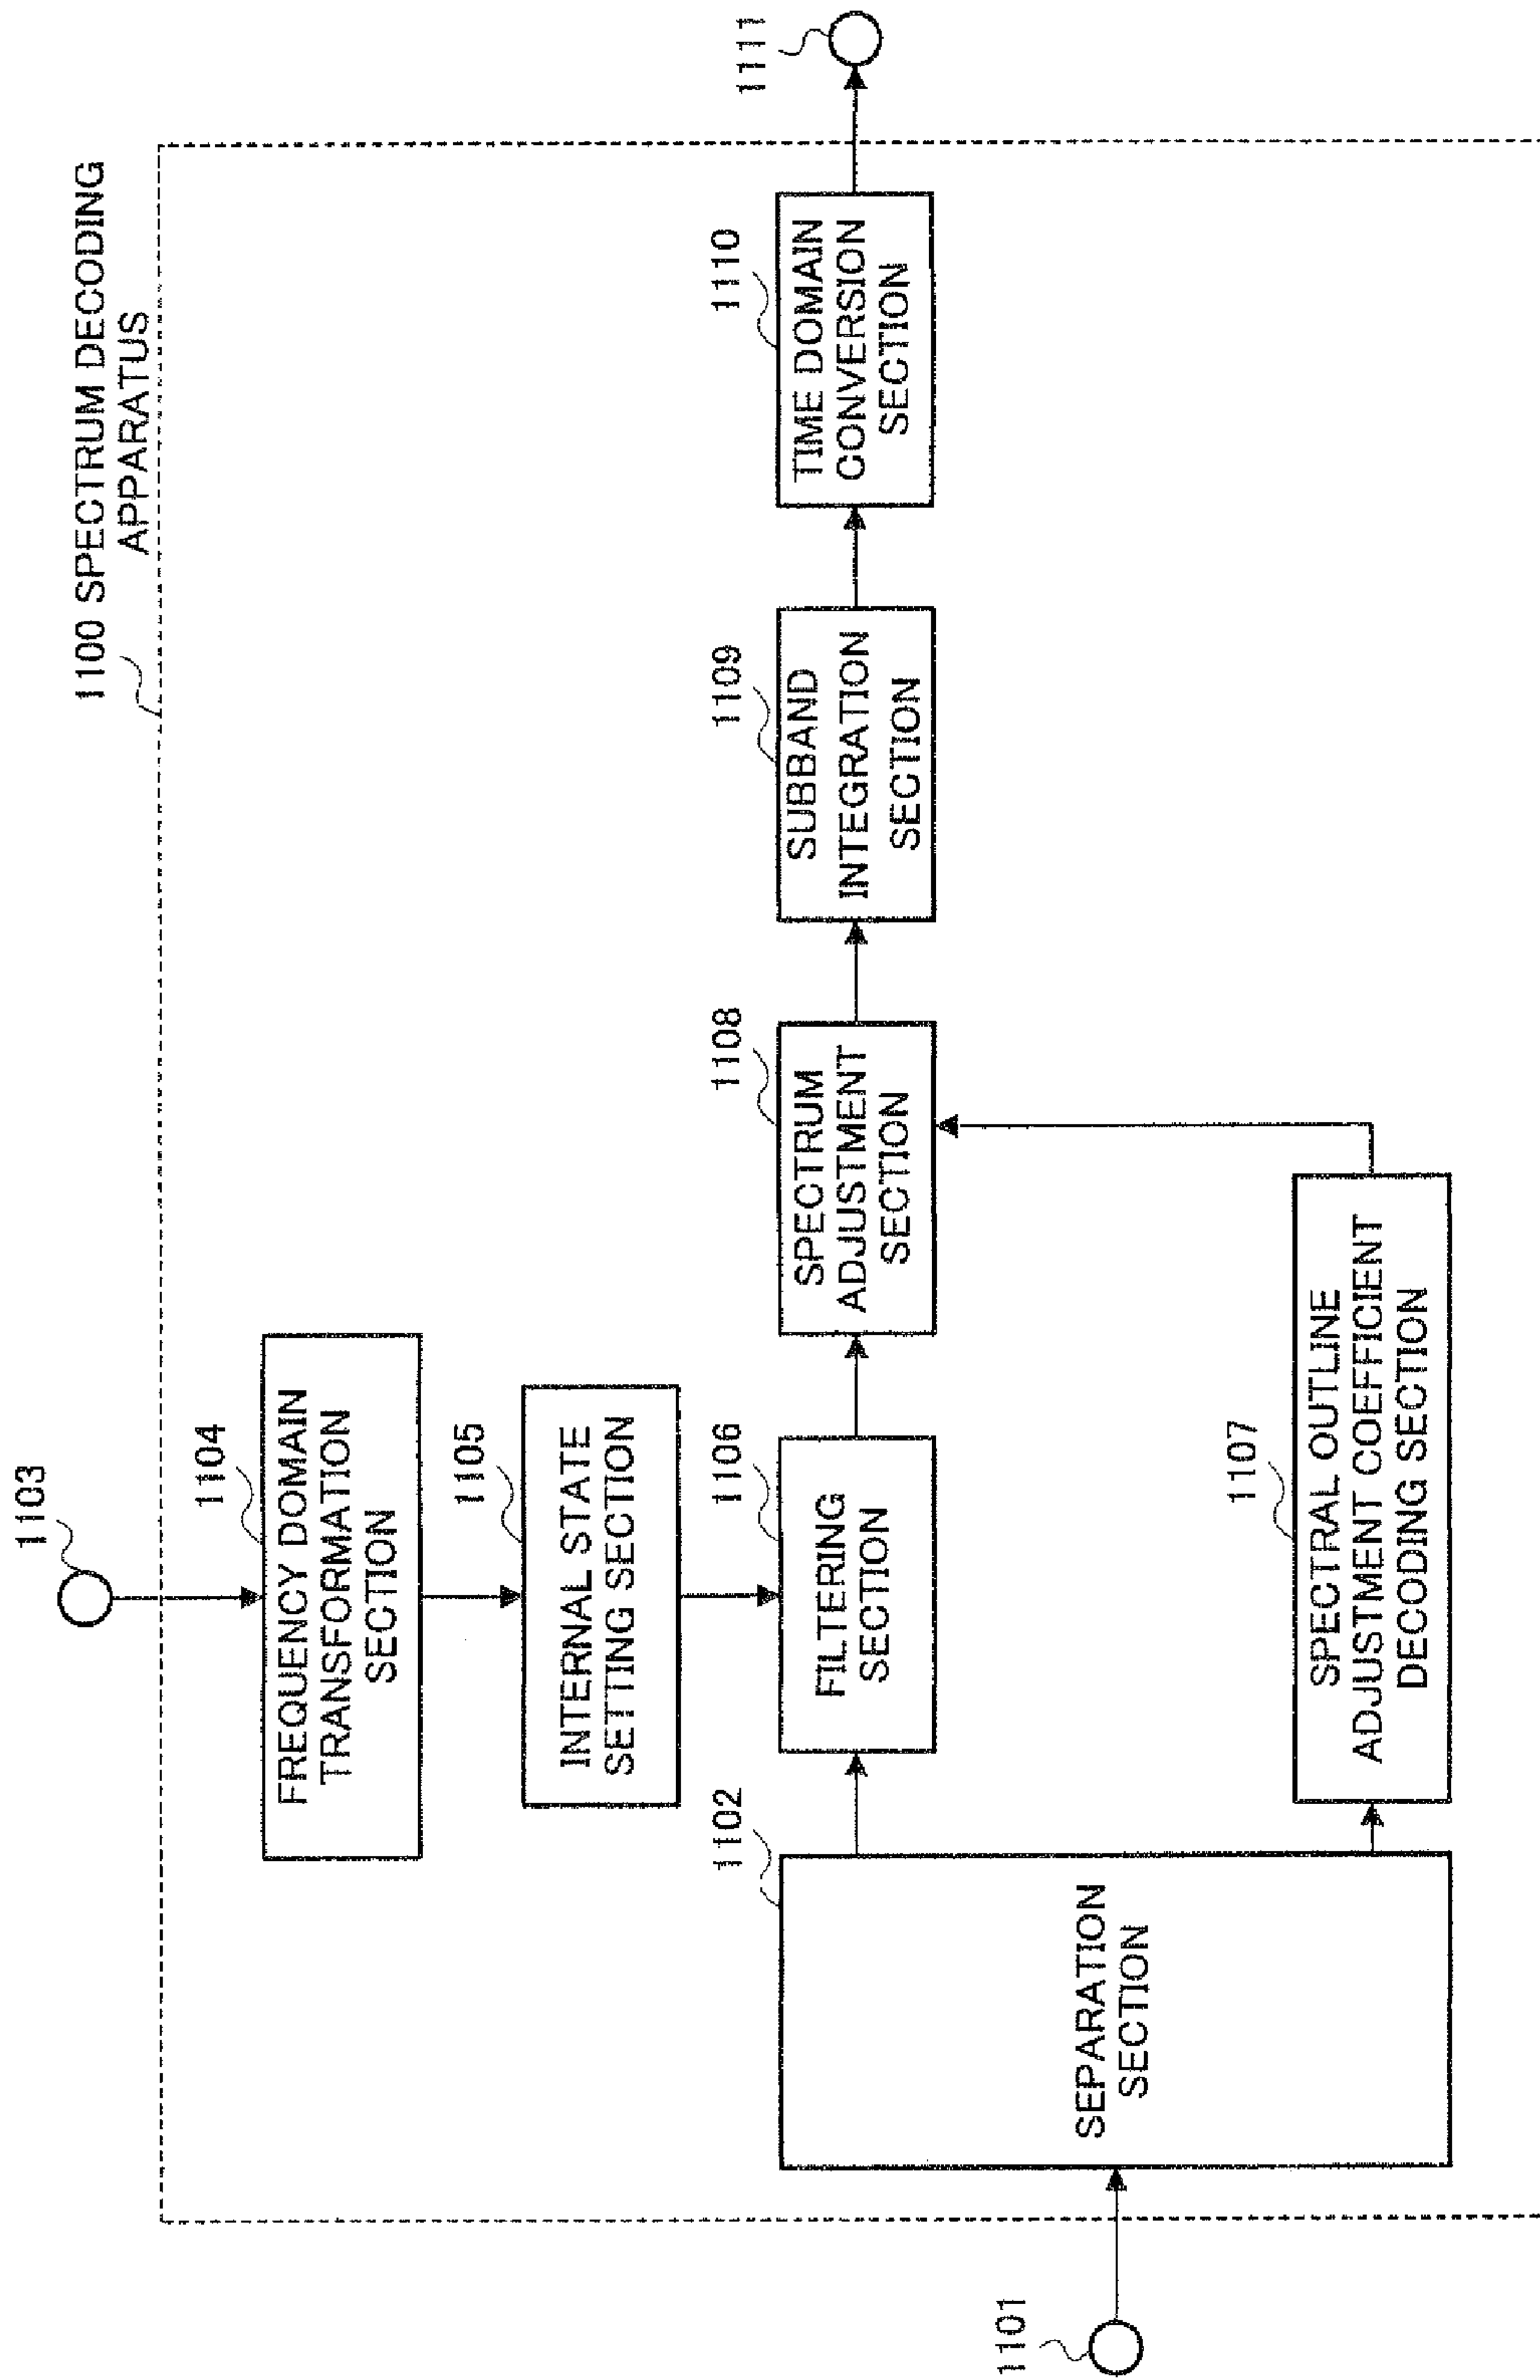 1100 SPECTRUM DECODING
APPARATUS
1103
1104
FREQUENCY DOMAIN
TRANSFORMATION
SECTION
1105
INTERNAL STATE
SETTING SECTION
1101
1102
SEPARATION
SECTION
1106
FILTERING
SECTION
1107
SPECTRAL OUTLINE
ADJUSTMENT COEFFICIENT
DECODING SECTION
1108
SPECTRUM
ADJUSTMENT
SECTION
1109
SUBBAND
INTEGRATION
SECTION
1110
TIME DOMAIN
CONVERSION
SECTION
1111